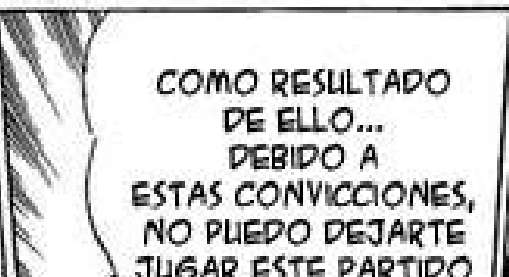 COMO RESULTADO
DE ELLO...
DEBIDO A
ESTAS CONVICCIONES,
NO PUEDO DEJARTE
JUGAR ESTE PARTIDO